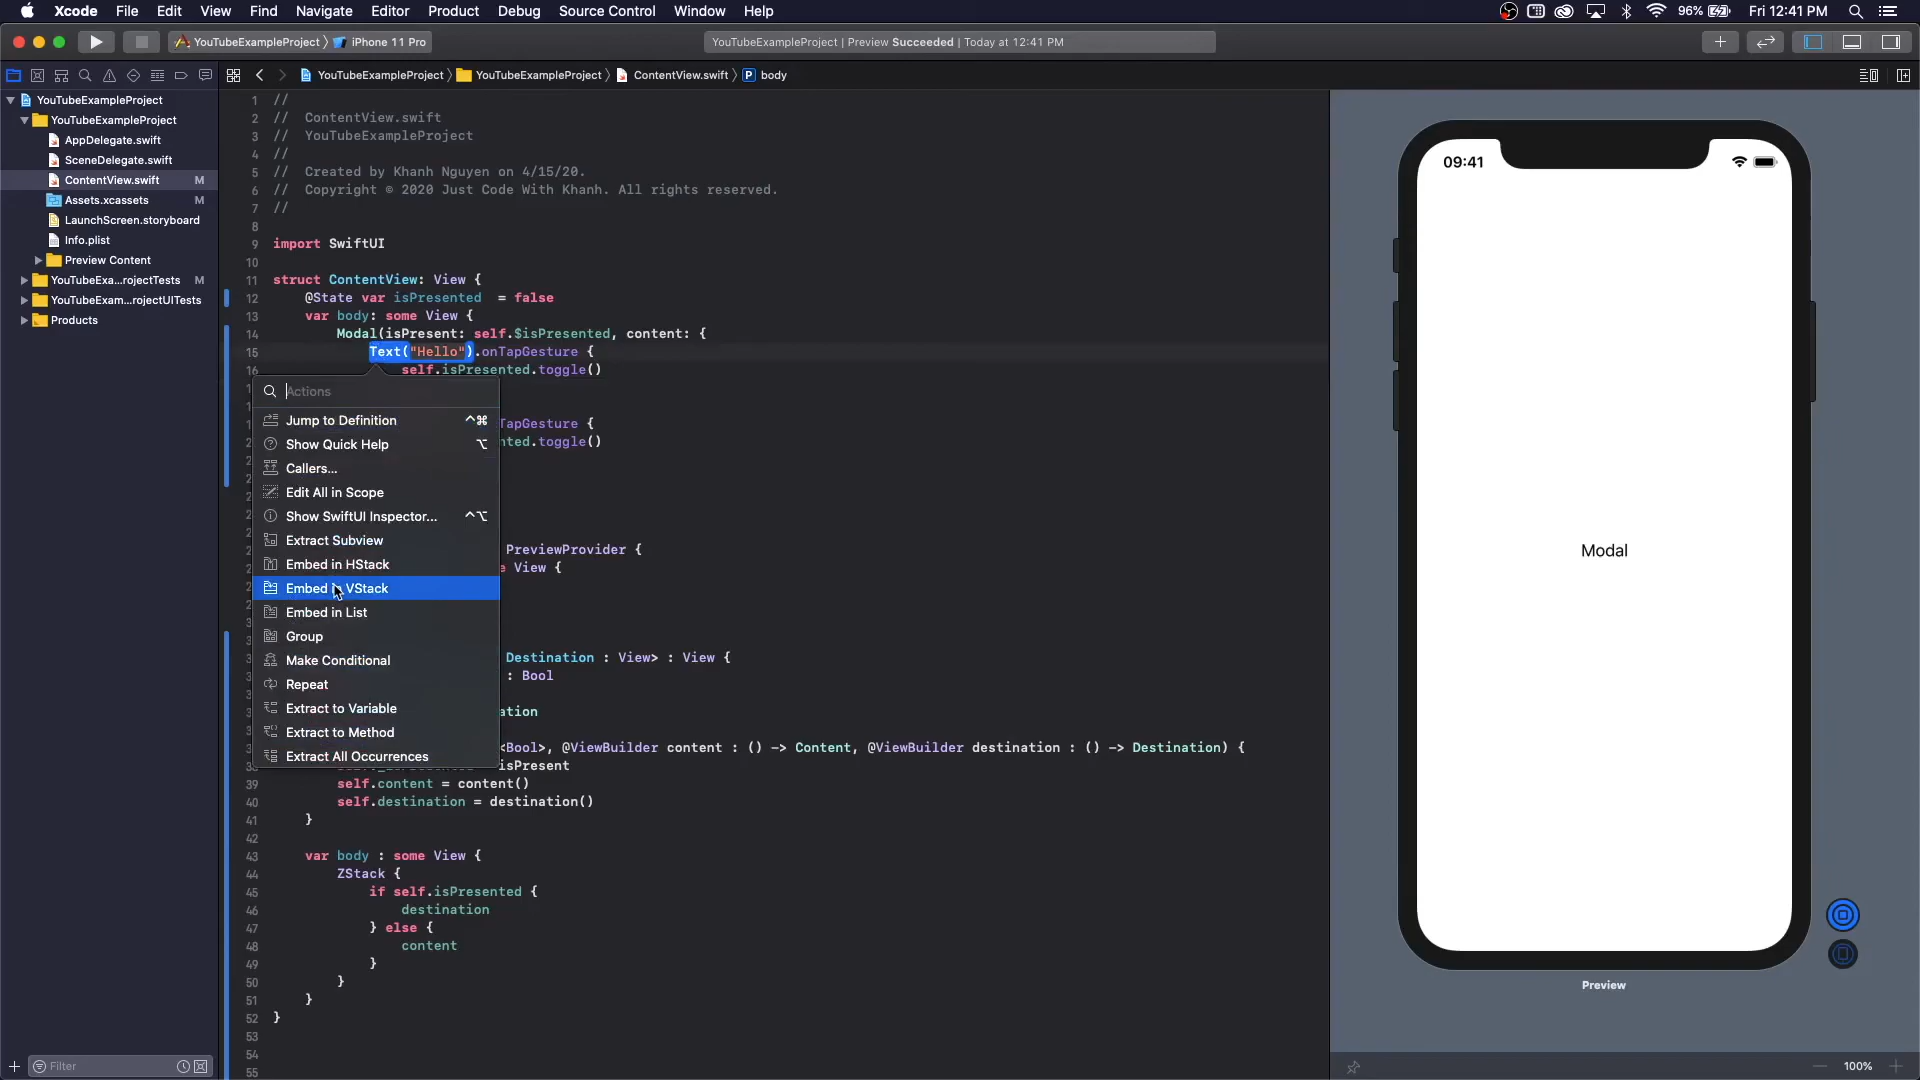 Xcode File Edit View Find Navigate Editor Product Debug Source Control Window Help
96% Fri 12:41 PM
YouTubeExampleProject iPhone 11 Pro
YouTubeExampleProject | Preview Succeeded | Today at 12:41 PM
YouTubeExampleProject YouTubeExampleProject ContentView.swift P body
YouTubeExampleProject
YouTubeExampleProject
AppDelegate.swift
SceneDelegate.swift
ContentView.swift M
Assets.xcassets M
LaunchScreen.storyboard
Info.plist
Preview Content
YouTubeExa...rojectTests M
YouTubeExam...rojectUITests
Products
Filter
1 //
2 // ContentView.swift
3 // YouTubeExampleProject
4 //
5 // Created by Khanh Nguyen on 4/15/20.
6 // Copyright © 2020 Just Code With Khanh. All rights reserved.
7 //
8
9 import SwiftUI
10
11 struct ContentView: View {
12 @State var isPresented = false
13 var body: some View {
14 Modal(isPresent: self.$isPresented, content: {
15 Text("Hello").onTapGesture {
16 self.isPresented.toggle()
TapGesture {
nted.toggle()
PreviewProvider {
View {
Destination : View> : View {
: Bool
ation
<Bool>, @ViewBuilder content : () -> Content, @ViewBuilder destination : () -> Destination) {
isPresent
39 self.content = content()
40 self.destination = destination()
41 }
42
43 var body : some View {
44 ZStack {
45 if self.isPresented {
46 destination
47 } else {
48 content
49 }
50 }
51 }
52 }
53
54
55
Actions
Jump to Definition ^⌘
Show Quick Help ⌥
Callers...
Edit All in Scope
Show SwiftUI Inspector... ^⌥
Extract Subview
Embed in HStack
Embed in VStack
Embed in List
Group
Make Conditional
Repeat
Extract to Variable
Extract to Method
Extract All Occurrences
09:41
Modal
Preview
100%